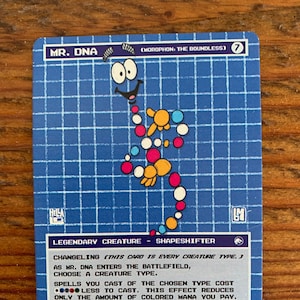 MR. DNA (MOROPHON: THE BOUNDLESS) 7
LEGENDARY CREATURE - SHAPESHIFTER
CHANGELING (THIS CARD IS EVERY CREATURE TYPE.)
AS MR. DNA ENTERS THE BATTLEFIELD,
CHOOSE A CREATURE TYPE.
SPELLS YOU CAST OF THE CHOSEN TYPE COST
LESS TO CAST. THIS EFFECT REDUCES
ONLY THE AMOUNT OF COLORED MANA YOU PAY.